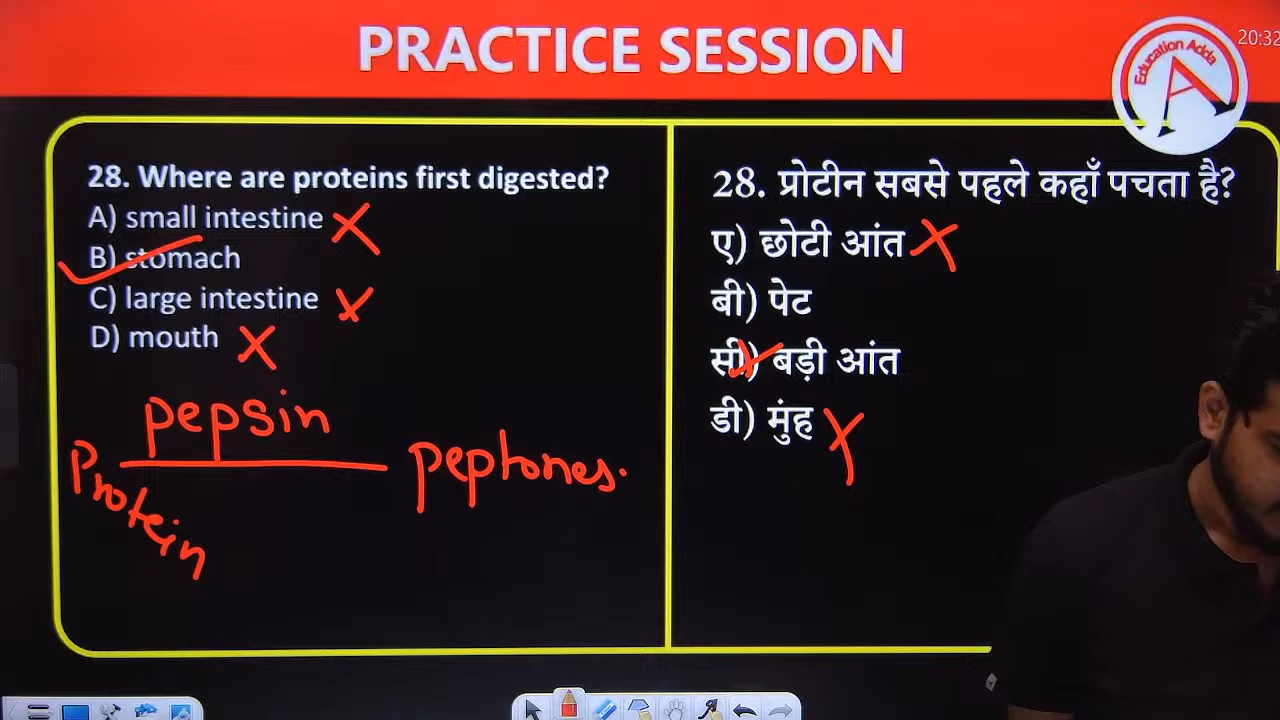 PRACTICE SESSION
Education Adda
A
20:32
28. Where are proteins first digested?
A) small intestine
B) stomach
C) large intestine
D) mouth
pepsin
Protein
peptones.
28. प्रोटीन सबसे पहले कहाँ पचता है?
ए) छोटी आंत
बी) पेट
सी) बड़ी आंत
डी) मुंह